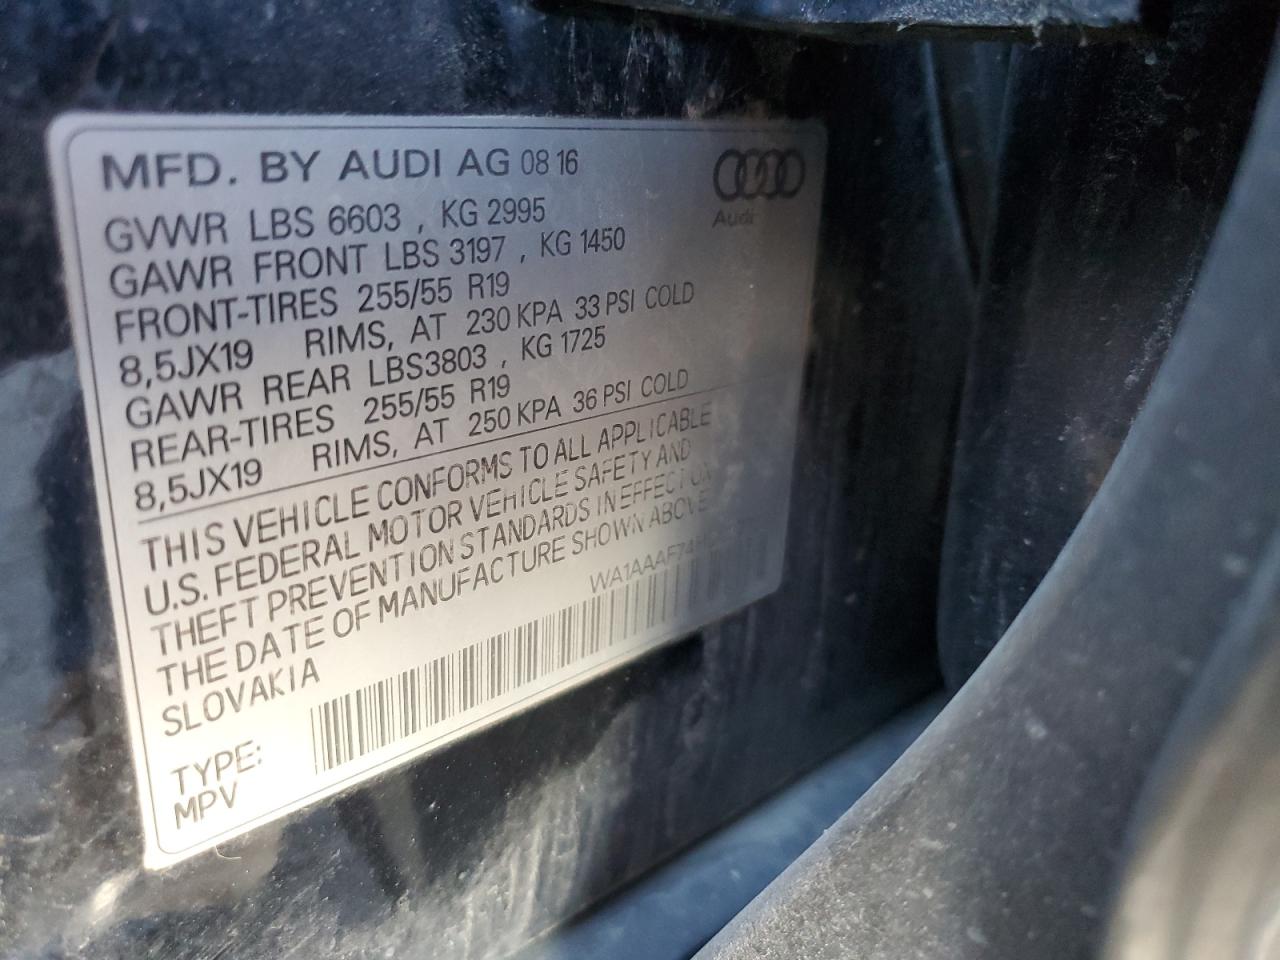 MFD. BY AUDI AG 08 16
Audi
GVWR LBS 6603 , KG 2995
GAWR FRONT LBS 3197 , KG 1450
FRONT-TIRES 255/55 R19
8,5JX19 RIMS, AT 230 KPA 33 PSI COLD
GAWR REAR LBS3803 , KG 1725
REAR-TIRES 255/55 R19
8,5JX19 RIMS, AT 250 KPA 36 PSI COLD
THIS VEHICLE CONFORMS TO ALL APPLICABLE
U.S. FEDERAL MOTOR VEHICLE SAFETY AND
THEFT PREVENTION STANDARDS IN EFFECT ON
THE DATE OF MANUFACTURE SHOWN ABOVE
SLOVAKIA
TYPE:
MPV